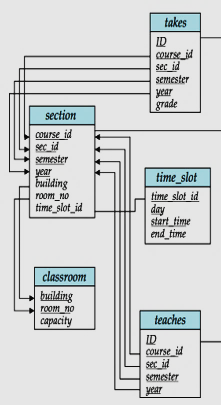 takes
ID
course_id
sec_id
semester
year
grade
section
course_id
sec_id
semester
year
building
room_no
time_slot_id
time_slot
time_slot_id
day
start_time
end_time
classroom
building
room_no
capacity
teaches
ID
course_id
sec_id
semester
year